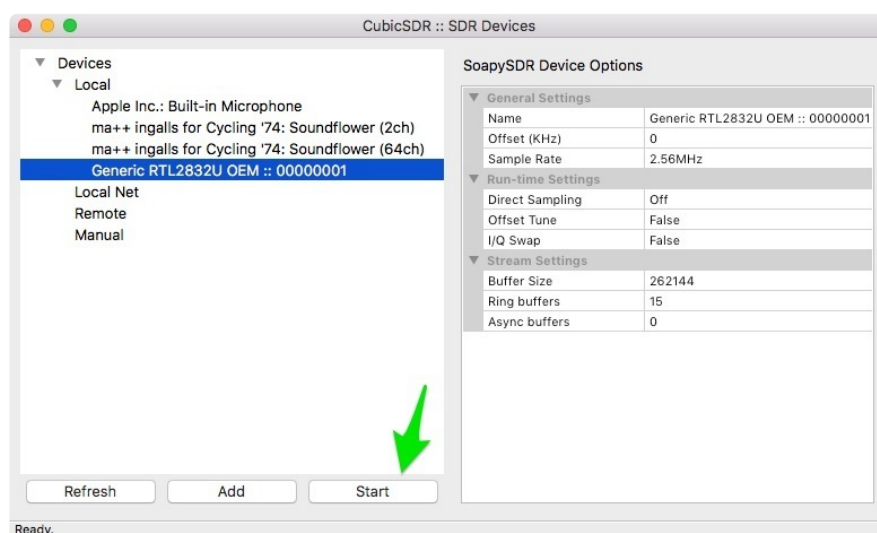 CubicSDR :: SDR Devices
Devices
Local
Apple Inc.: Built-in Microphone
ma++ ingalls for Cycling '74: Soundflower (2ch)
ma++ ingalls for Cycling '74: Soundflower (64ch)
Generic RTL2832U OEM :: 00000001
Local Net
Remote
Manual
Refresh Add Start
SoapySDR Device Options
General Settings
Name Generic RTL2832U OEM :: 00000001
Offset (KHz) 0
Sample Rate 2.56MHz
Run-time Settings
Direct Sampling Off
Offset Tune False
I/Q Swap False
Stream Settings
Buffer Size 262144
Ring buffers 15
Async buffers 0
Ready.